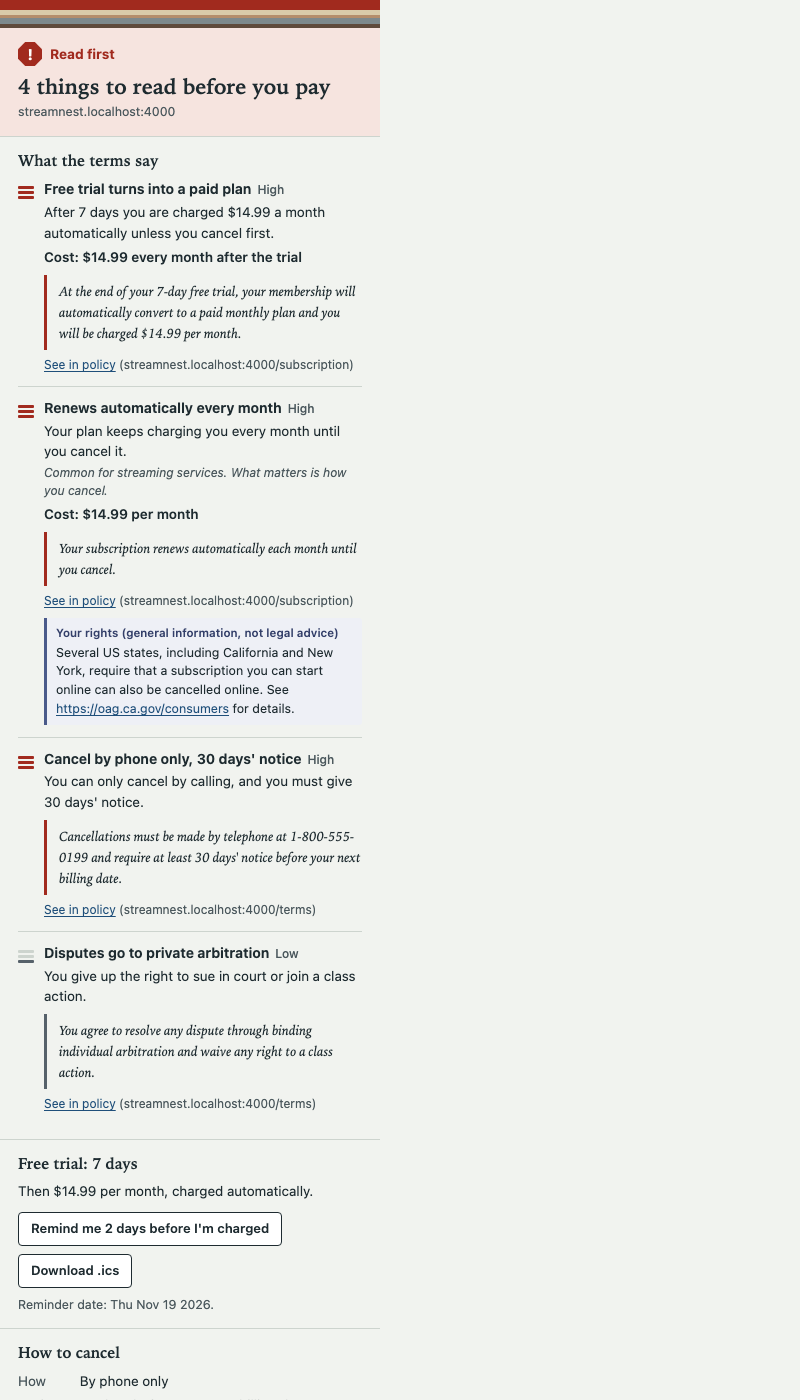 Read first
4 things to read before you pay
streamnest.localhost:4000
What the terms say
Free trial turns into a paid plan High
After 7 days you are charged $14.99 a month
automatically unless you cancel first.
Cost: $14.99 every month after the trial
At the end of your 7-day free trial, your membership will
automatically convert to a paid monthly plan and you
will be charged $14.99 per month.
See in policy (streamnest.localhost:4000/subscription)
Renews automatically every month High
Your plan keeps charging you every month until
you cancel it.
Common for streaming services. What matters is how
you cancel.
Cost: $14.99 per month
Your subscription renews automatically each month until
you cancel.
See in policy (streamnest.localhost:4000/subscription)
Your rights (general information, not legal advice)
Several US states, including California and New
York, require that a subscription you can start
online can also be cancelled online. See
https://oag.ca.gov/consumers for details.
Cancel by phone only, 30 days' notice High
You can only cancel by calling, and you must give
30 days' notice.
Cancellations must be made by telephone at 1-800-555-
0199 and require at least 30 days' notice before your next
billing date.
See in policy (streamnest.localhost:4000/terms)
Disputes go to private arbitration Low
You give up the right to sue in court or join a class
action.
You agree to resolve any dispute through binding
individual arbitration and waive any right to a class
action.
See in policy (streamnest.localhost:4000/terms)
Free trial: 7 days
Then $14.99 per month, charged automatically.
Remind me 2 days before I'm charged
Download .ics
Reminder date: Thu Nov 19 2026.
How to cancel
How By phone only